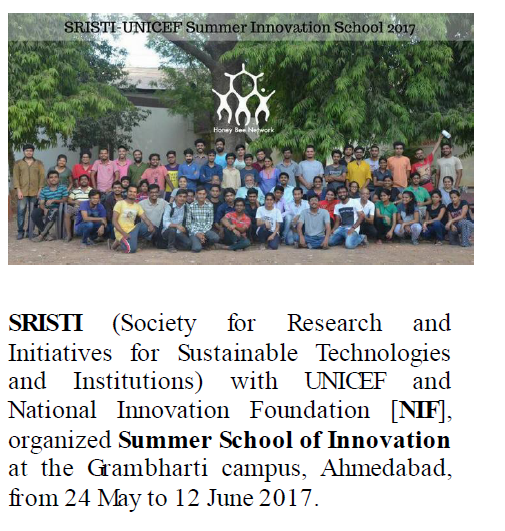 SRISTI-UNICEF Summer Innovation School 2017
Honey Bee Network
SRISTI (Society for Research and
Initiatives for Sustainable Technologies
and Institutions) with UNICEF and
National Innovation Foundation [NIF],
organized Summer School of Innovation
at the Grambharti campus, Ahmedabad,
from 24 May to 12 June 2017.